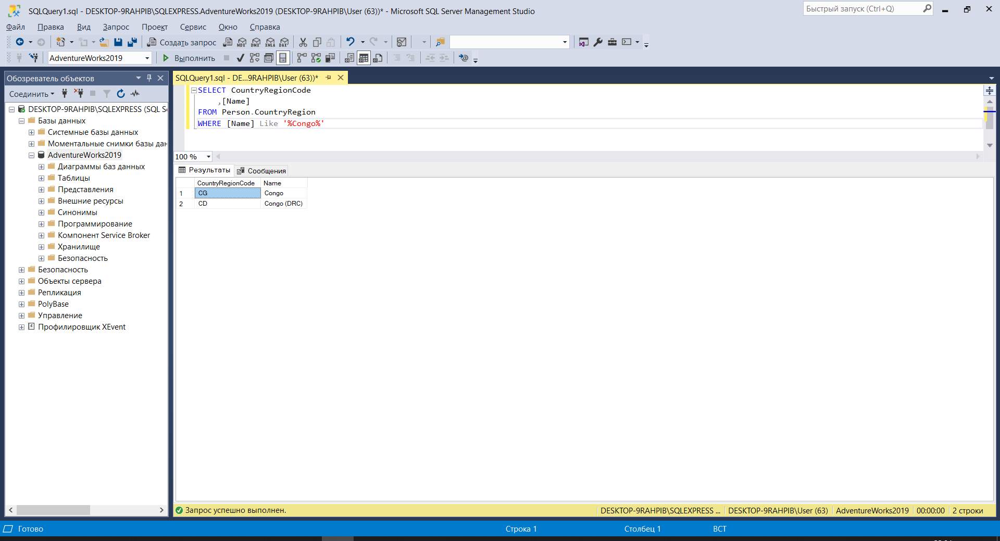 SQLQuery1.sql - DESKTOP-9RAHPIB\SQLEXPRESS.AdventureWorks2019 (DESKTOP-9RAHPIB\User (63))* - Microsoft SQL Server Management Studio
Быстрый запуск (Ctrl+Q)
Файл Правка Вид Запрос Проект Сервис Окно Справка
Создать запрос MDX DMX XMLA DAX
AdventureWorks2019 Выполнить
Обозреватель объектов
Соединить
DESKTOP-9RAHPIB\SQLEXPRESS (SQL S
Базы данных
Системные базы данных
Моментальные снимки базы дан
AdventureWorks2019
Диаграммы баз данных
Таблицы
Представления
Внешние ресурсы
Синонимы
Программирование
Компонент Service Broker
Хранилище
Безопасность
Безопасность
Объекты сервера
Репликация
PolyBase
Управление
Профилировщик XEvent
SQLQuery1.sql - DE...9RAHPIB\User (63))*
SELECT CountryRegionCode
,[Name]
FROM Person.CountryRegion
WHERE [Name] Like '%Congo%'
100 %
Результаты Сообщения
CountryRegionCode Name
1 CG Congo
2 CD Congo (DRC)
Запрос успешно выполнен. DESKTOP-9RAHPIB\SQLEXPRESS ... DESKTOP-9RAHPIB\User (63) AdventureWorks2019 00:00:00 2 строки
Готово Строка 1 Столбец 1 ВСТ